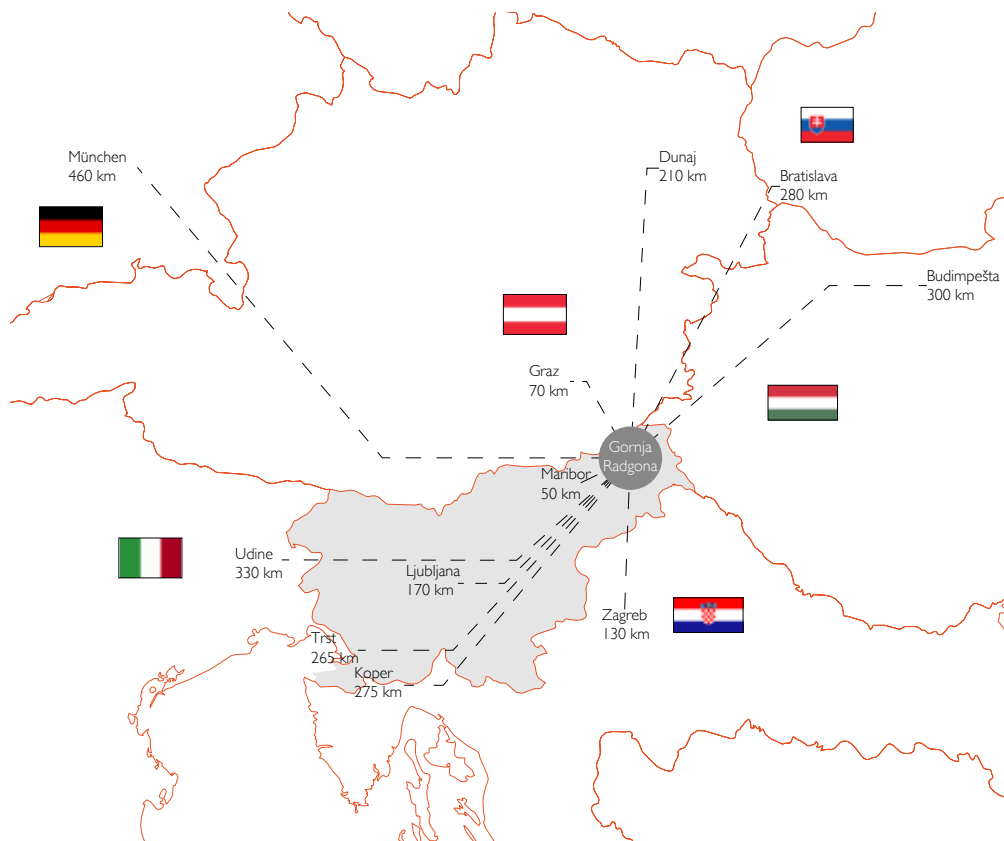 München
460 km
Dunaj
210 km
Bratislava
280 km
Budimpešta
300 km
Graz
70 km
Gornja
Radgona
Maribor
50 km
Udine
330 km
Ljubljana
170 km
Zagreb
130 km
Trst
265 km
Koper
275 km